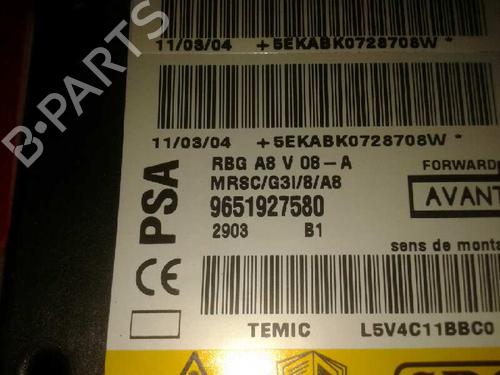 B-PARTS
11/03/04 +5EKABK0728708W*
11/03/04 +5EKABK0728708W*
RBG A8 V 08-A
FORWARD
MRSC/G3I/8/A8
AVANT
PSA
9651927580
2903 B1
sens de monta
CE
TEMIC L5V4C11BBC0